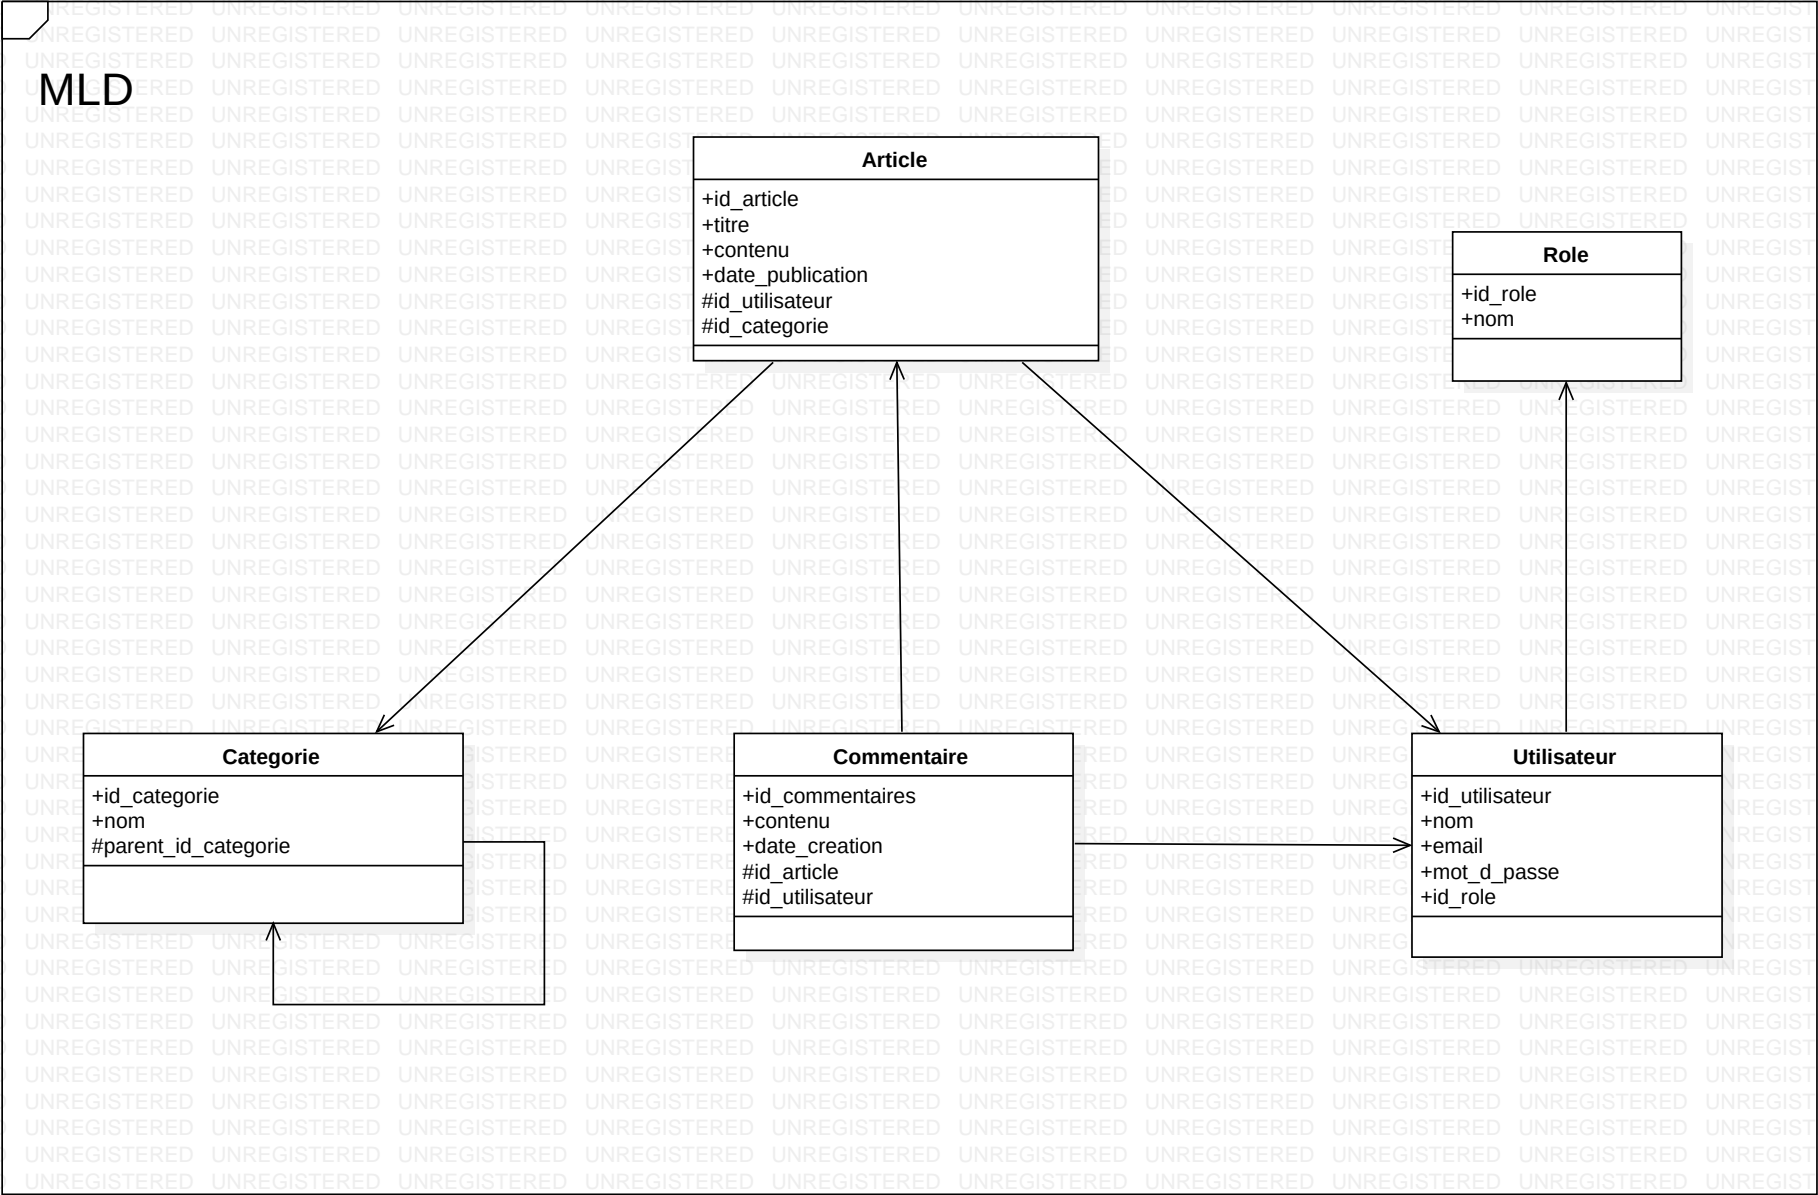 MLD
Article
+id_article
+titre
+contenu
+date_publication
#id_utilisateur
#id_categorie
Role
+id_role
+nom
Categorie
+id_categorie
+nom
#parent_id_categorie
Commentaire
+id_commentaires
+contenu
+date_creation
#id_article
#id_utilisateur
Utilisateur
+id_utilisateur
+nom
+email
+mot_d_passe
+id_role
UNREGISTERED